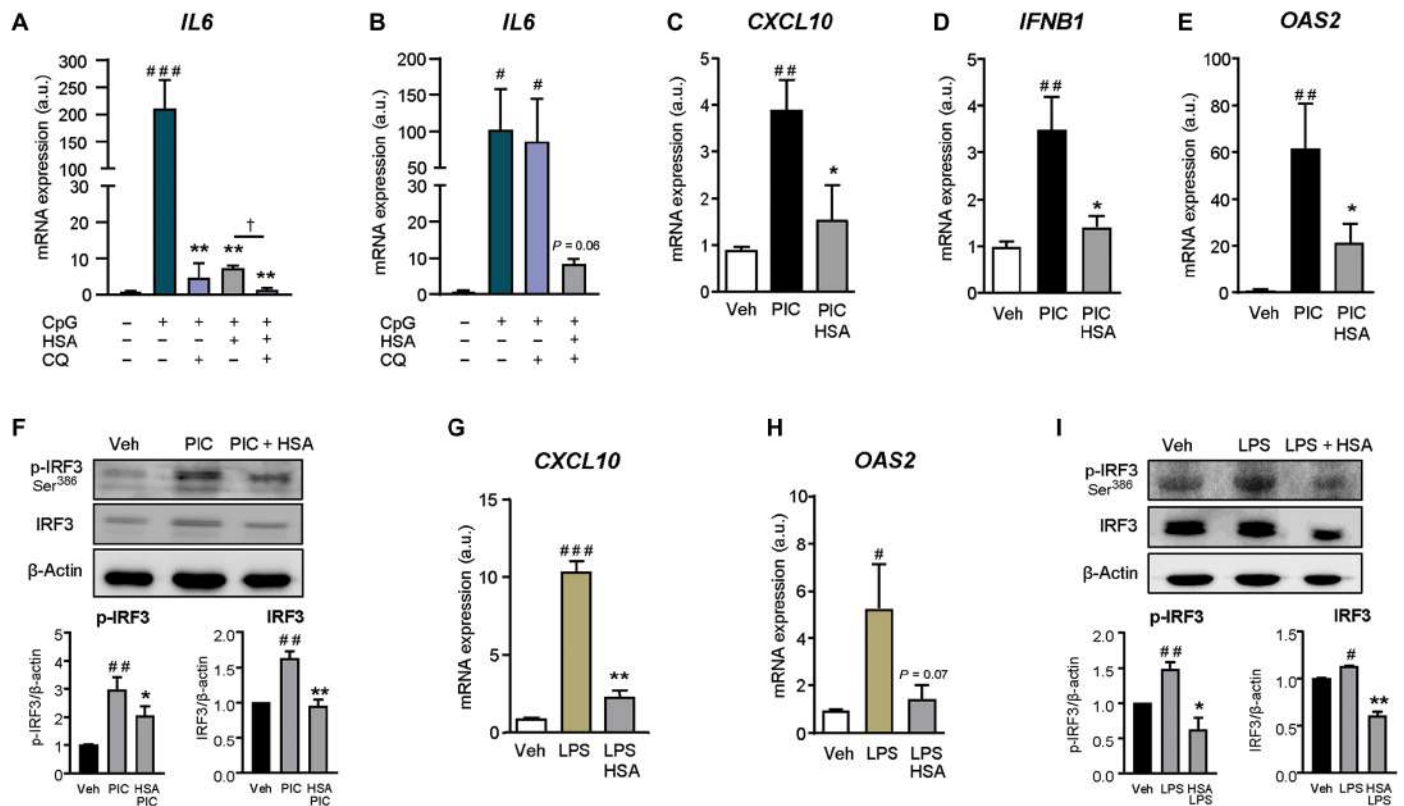 A
IL6
mRNA expression (a.u.)
300
250
200
150
100
50
20
10
0
###
**
**
†
**
CpG – + + + +
HSA – – – + +
CQ – – + – +
B
IL6
mRNA expression (a.u.)
200
150
100
50
20
10
0
#
#
P = 0.06
CpG – + + +
HSA – – – +
CQ – – + +
C
CXCL10
mRNA expression (a.u.)
5
4
3
2
1
0
##
*
Veh PIC PIC
HSA
D
IFNB1
mRNA expression (a.u.)
5
4
3
2
1
0
##
*
Veh PIC PIC
HSA
E
OAS2
mRNA expression (a.u.)
100
80
60
40
20
0
##
*
Veh PIC PIC
HSA
F
Veh PIC PIC + HSA
p-IRF3
Ser386
IRF3
β-Actin
p-IRF3
p-IRF3/β-actin
5
4
3
2
1
0
##
*
Veh PIC HSA
PIC
IRF3
IRF3/β-actin
2.0
1.5
1.0
0.5
0.0
##
**
Veh PIC HSA
PIC
G
CXCL10
mRNA expression (a.u.)
15
10
5
0
###
**
Veh LPS LPS
HSA
H
OAS2
mRNA expression (a.u.)
10
8
6
4
2
0
#
P = 0.07
Veh LPS LPS
HSA
I
Veh LPS LPS + HSA
p-IRF3
Ser386
IRF3
β-Actin
p-IRF3
p-IRF3/β-actin
2.0
1.5
1.0
0.5
0.0
##
*
Veh LPS HSA
LPS
IRF3
IRF3/β-actin
1.5
1.0
0.5
0.0
#
**
Veh LPS HSA
LPS